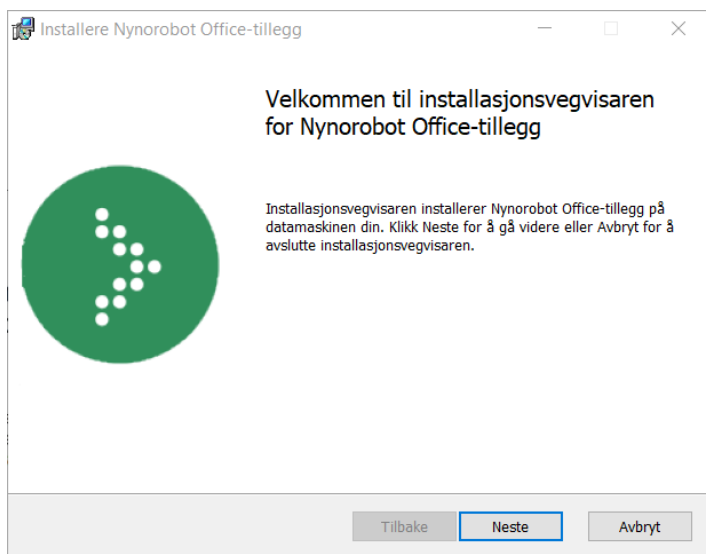 Installere Nynorobot Office-tillegg
Velkommen til installasjonsvegvisaren
for Nynorobot Office-tillegg
Installasjonsvegvisaren installerer Nynorobot Office-tillegg på
datamaskinen din. Klikk Neste for å gå videre eller Avbryt for å
avslutte installasjonsvegvisaren.
Tilbake
Neste
Avbryt